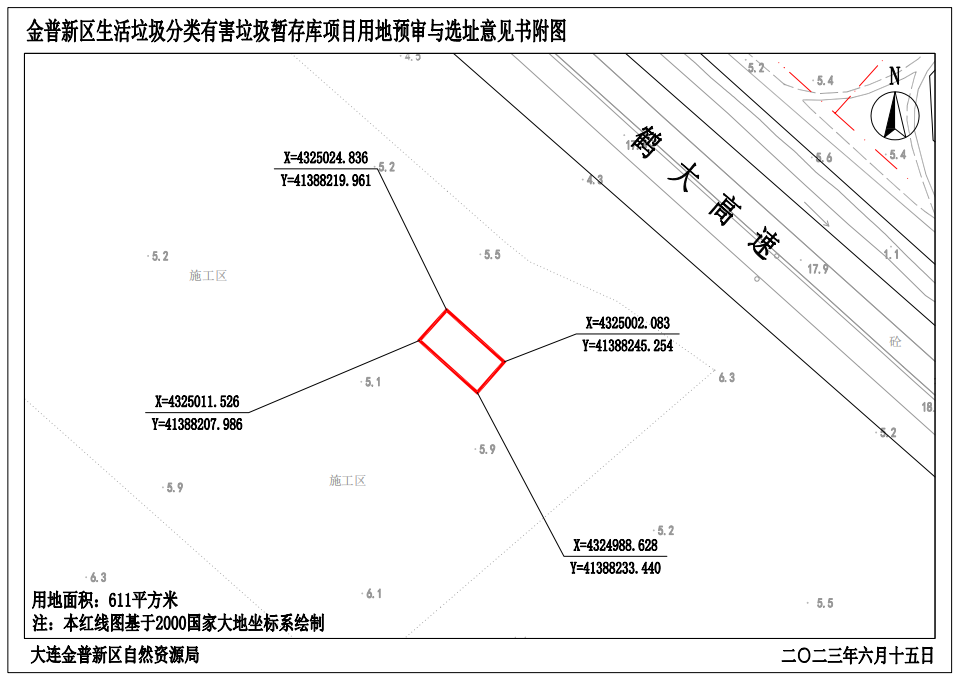 金普新区生活垃圾分类有害垃圾暂存库项目用地预审与选址意见书附图
4.5
5.2
5.4
N
鹤大高速
5.6
5.4
X=4325024.836
Y=41388219.961
5.2
4.3
5.2
施工区
5.5
17.9
1.1
X=4325002.083
Y=41388245.254
砼
5.1
6.3
X=4325011.526
Y=41388207.986
18.
5.2
5.9
施工区
5.9
5.2
X=4324988.628
Y=41388233.440
6.3
6.1
5.5
用地面积：611平方米
注：本红线图基于2000国家大地坐标系绘制
大连金普新区自然资源局
二〇二三年六月十五日